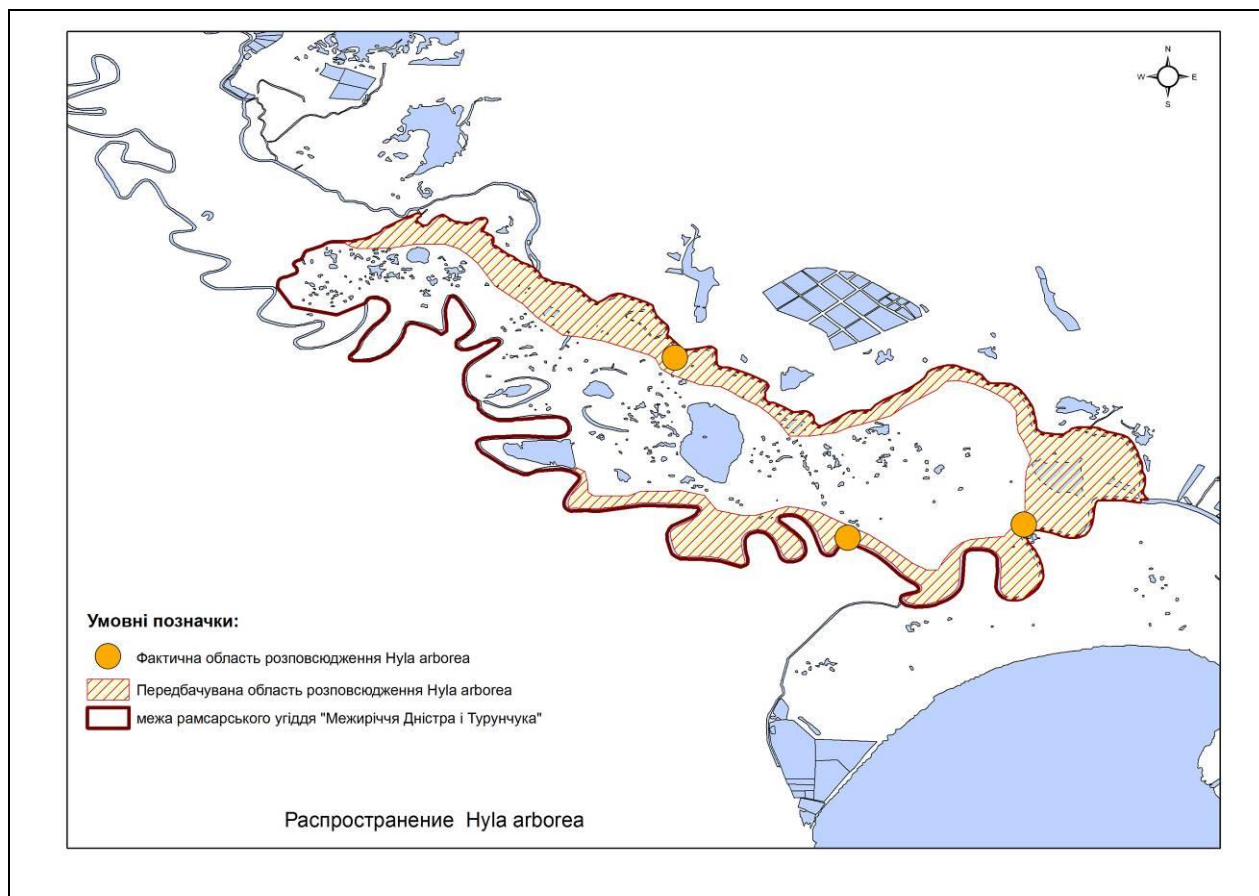 N
W E
S
Умовні позначки:
Фактична область розповсюдження Hyla arborea
Передбачувана область розповсюдження Hyla arborea
межа рамсарського угіддя "Межиріччя Дністра і Турунчука"
Распространение Hyla arborea